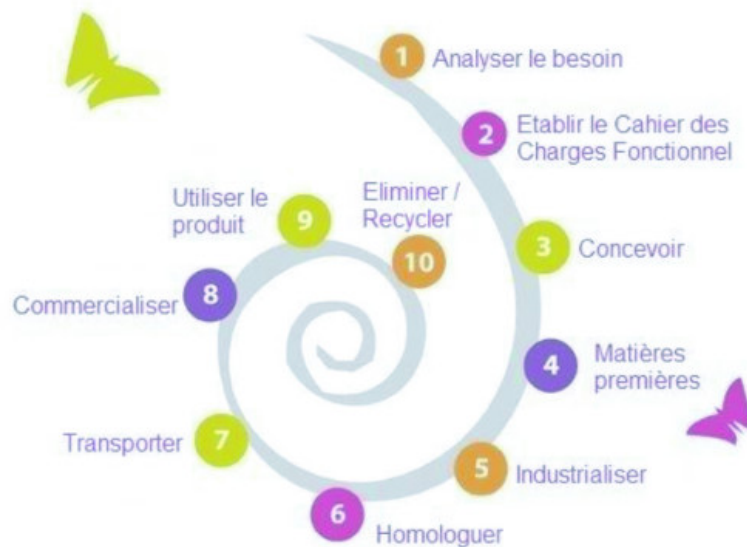 1
Analyser le besoin
2
Etablir le Cahier des
Charges Fonctionnel
3
Concevoir
4
Matières
premières
5
Industrialiser
6
Homologuer
7
Transporter
8
Commercialiser
9
Utiliser le
produit
10
Eliminer /
Recycler